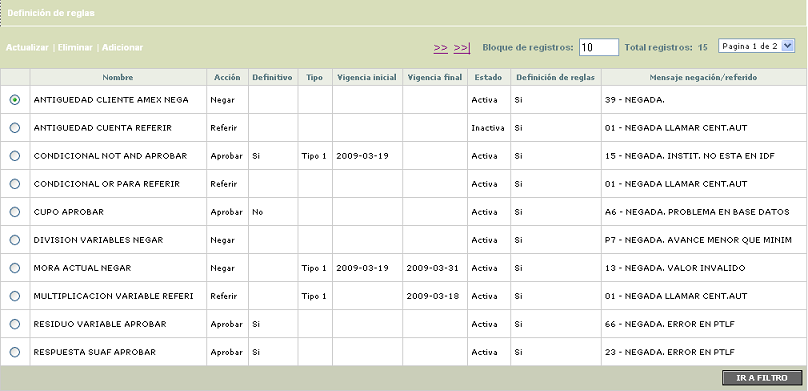 Definición de reglas
Actualizar | Eliminar | Adicionar >> >>| Bloque de registros: 10 Total registros: 15 Pagina 1 de 2
Nombre Acción Definitivo Tipo Vigencia inicial Vigencia final Estado Definición de reglas Mensaje negación/referido
ANTIGUEDAD CLIENTE AMEX NEGA Negar Activa Si 39 - NEGADA.
ANTIGUEDAD CUENTA REFERIR Referir Inactiva Si 01 - NEGADA LLAMAR CENT.AUT
CONDICIONAL NOT AND APROBAR Aprobar Si Tipo 1 2009-03-19 Activa Si 15 - NEGADA. INSTIT. NO ESTA EN IDF
CONDICIONAL OR PARA REFERIR Referir Activa Si 01 - NEGADA LLAMAR CENT.AUT
CUPO APROBAR Aprobar No Activa Si A6 - NEGADA. PROBLEMA EN BASE DATOS
DIVISION VARIABLES NEGAR Negar Activa Si P7 - NEGADA. AVANCE MENOR QUE MINIM
MORA ACTUAL NEGAR Negar Tipo 1 2009-03-19 2009-03-31 Activa Si 13 - NEGADA. VALOR INVALIDO
MULTIPLICACION VARIABLE REFERI Referir Tipo 1 2009-03-18 Activa Si 01 - NEGADA LLAMAR CENT.AUT
RESIDUO VARIABLE APROBAR Aprobar Si Activa Si 66 - NEGADA. ERROR EN PTLF
RESPUESTA SUAF APROBAR Aprobar Si Activa Si 23 - NEGADA. ERROR EN PTLF
IR A FILTRO